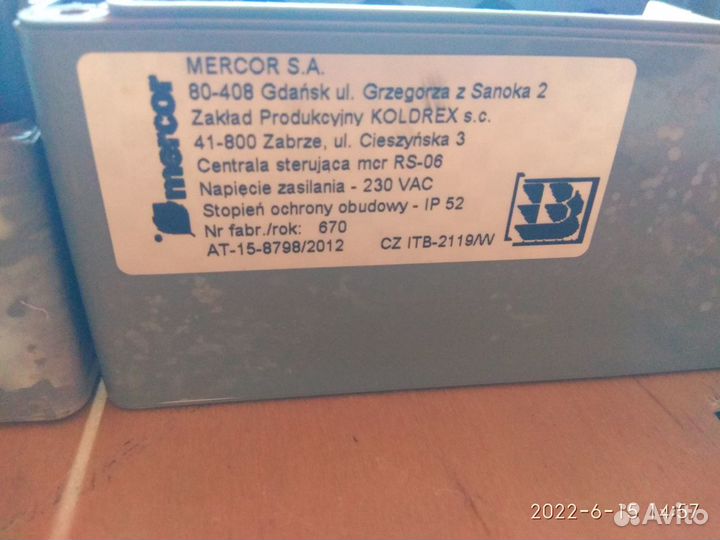 mercor
MERCOR S.A.
80-408 Gdańsk ul. Grzegorza z Sanoka 2
Zakład Produkcyjny KOLDREX s.c.
41-800 Zabrze, ul. Cieszyńska 3
Centrala sterująca mcr RS-06
Napięcie zasilania - 230 VAC
Stopień ochrony obudowy - IP 52
Nr fabr./rok: 670
AT-15-8798/2012 CZ ITB-2119/W
B
2022-6-15 14:57
Avito